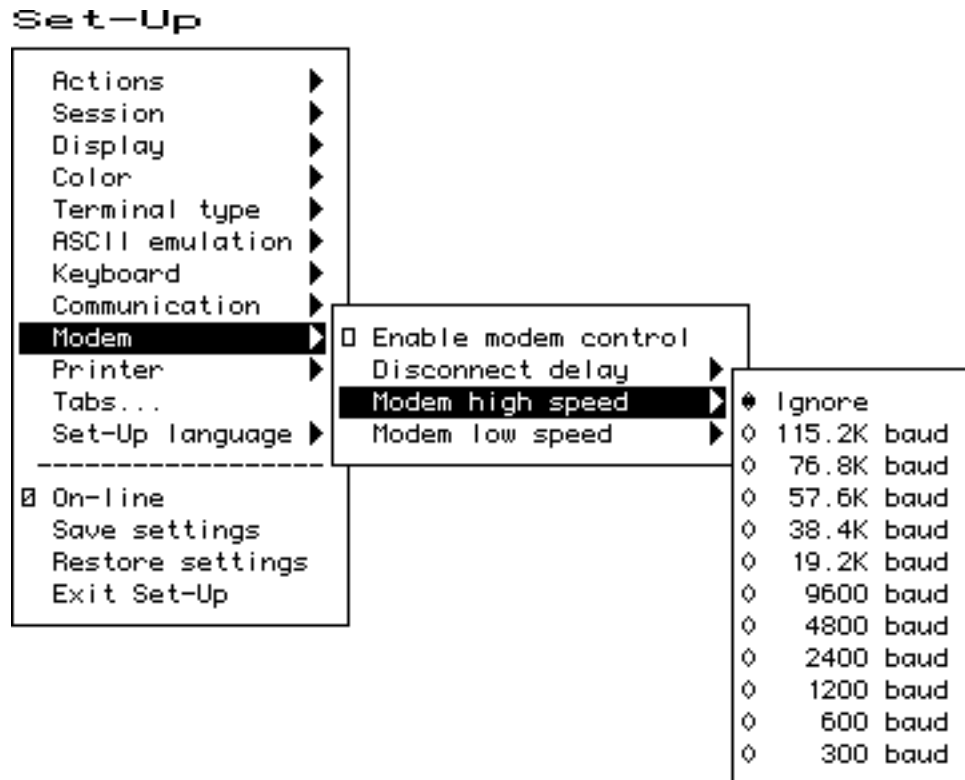 Set-Up
Actions
Session
Display
Color
Terminal type
ASCII emulation
Keyboard
Communication
Modem
Printer
Tabs...
Set-Up language
------------------
On-line
Save settings
Restore settings
Exit Set-Up
Enable modem control
Disconnect delay
Modem high speed
Modem low speed
Ignore
115.2K baud
76.8K baud
57.6K baud
38.4K baud
19.2K baud
9600 baud
4800 baud
2400 baud
1200 baud
600 baud
300 baud